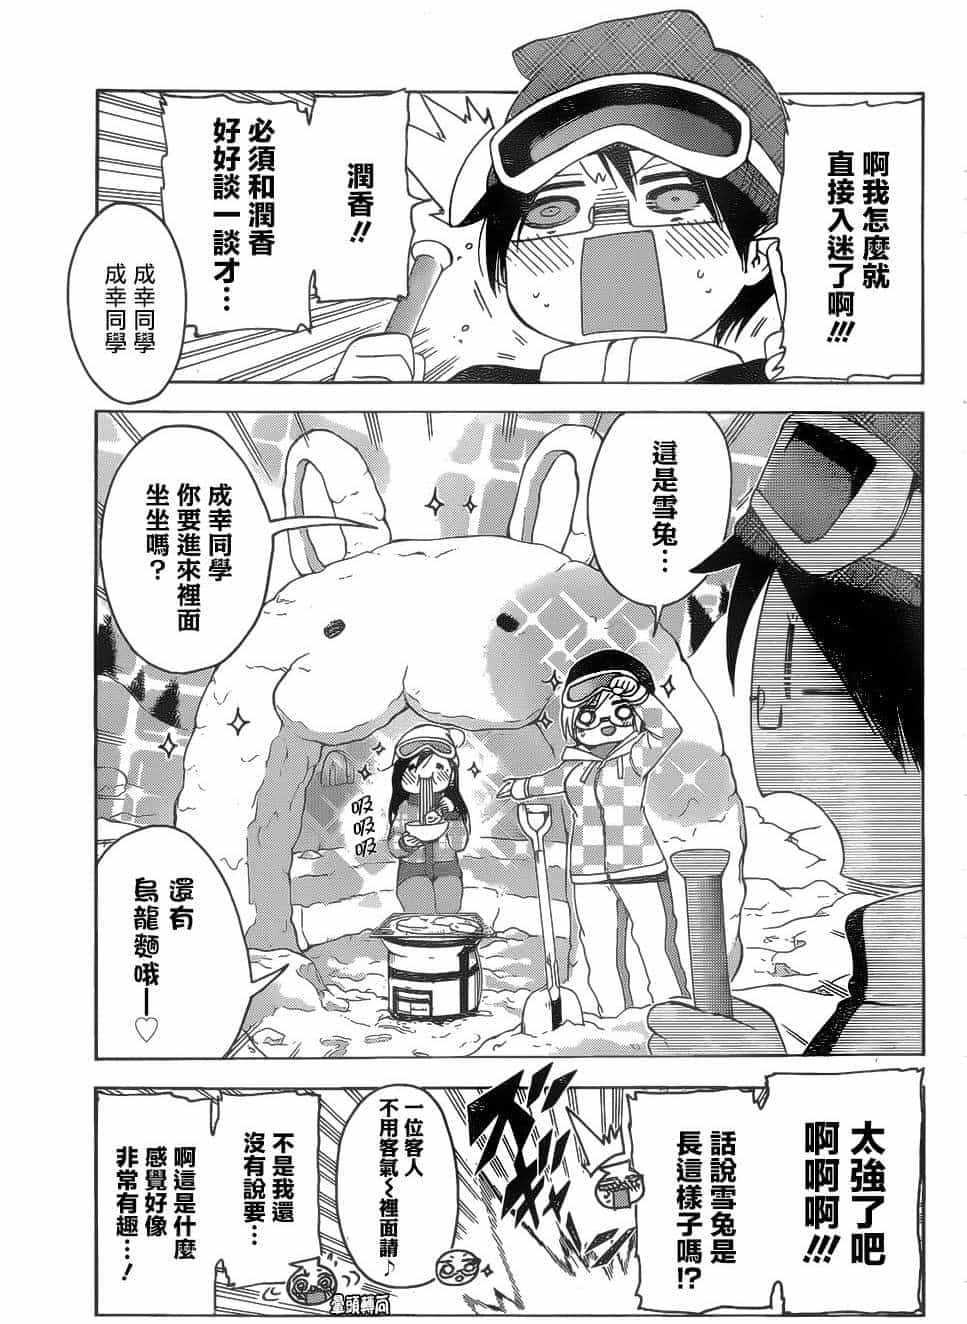 啊我怎麼就
直接入迷了啊!!!
潤香!!
必須和潤香
好好談一談才…
成幸同學
成幸同學
這是雪兔…
成幸同學
你要進來裡面
坐坐嗎?
吸吸吸
還有
烏龍麵哦ー♡
太強了吧
啊啊啊!!!
話說雪兔是
長這樣子嗎!?
一位客人
不用客氣~裡面請♪
不是我還
沒有說要…
暈頭轉向
啊這是什麼
感覺好像
非常有趣…!